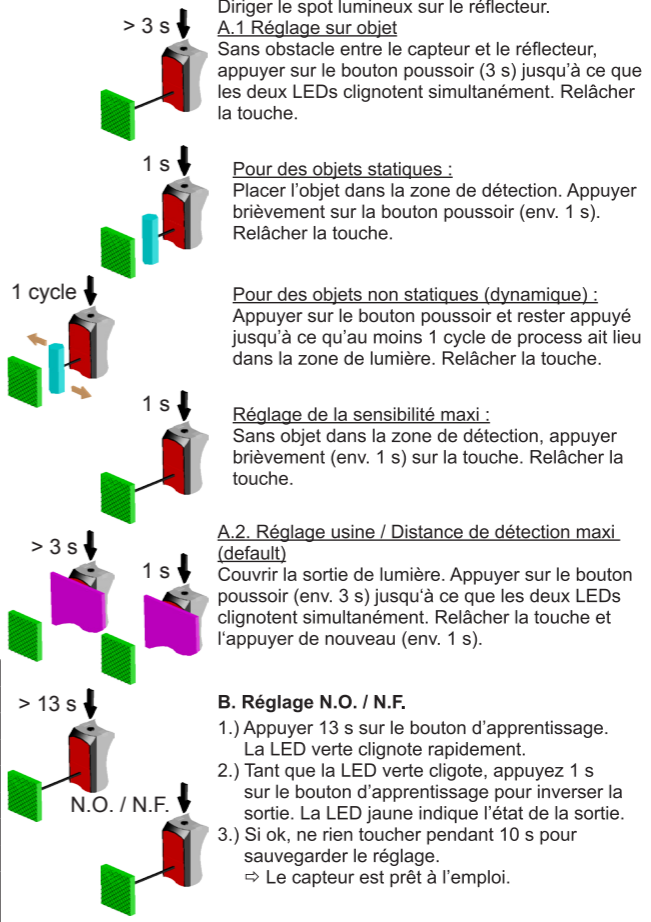 Diriger le spot lumineux sur le réflecteur.
> 3 s
A.1 Réglage sur objet
Sans obstacle entre le capteur et le réflecteur,
appuyer sur le bouton poussoir (3 s) jusqu’à ce que
les deux LEDs clignotent simultanément. Relâcher
la touche.
1 s
Pour des objets statiques :
Placer l’objet dans la zone de détection. Appuyer
brièvement sur la bouton poussoir (env. 1 s).
Relâcher la touche.
1 cycle
Pour des objets non statiques (dynamique) :
Appuyer sur le bouton poussoir et rester appuyé
jusqu’à ce qu’au moins 1 cycle de process ait lieu
dans la zone de lumière. Relâcher la touche.
1 s
Réglage de la sensibilité maxi :
Sans objet dans la zone de détection, appuyer
brièvement (env. 1 s) sur la touche. Relâcher la
touche.
> 3 s
1 s
A.2. Réglage usine / Distance de détection maxi
(default)
Couvrir la sortie de lumière. Appuyer sur le bouton
poussoir (env. 3 s) jusqu‘à ce que les deux LEDs
clignotent simultanément. Relâcher la touche et
l‘appuyer de nouveau (env. 1 s).
> 13 s
N.O. / N.F.
B. Réglage N.O. / N.F.
1.) Appuyer 13 s sur le bouton d’apprentissage.
La LED verte clignote rapidement.
2.) Tant que la LED verte cligote, appuyez 1 s
sur le bouton d’apprentissage pour inverser la
sortie. La LED jaune indique l’état de la sortie.
3.) Si ok, ne rien toucher pendant 10 s pour
sauvegarder le réglage.
⇨ Le capteur est prêt à l’emploi.